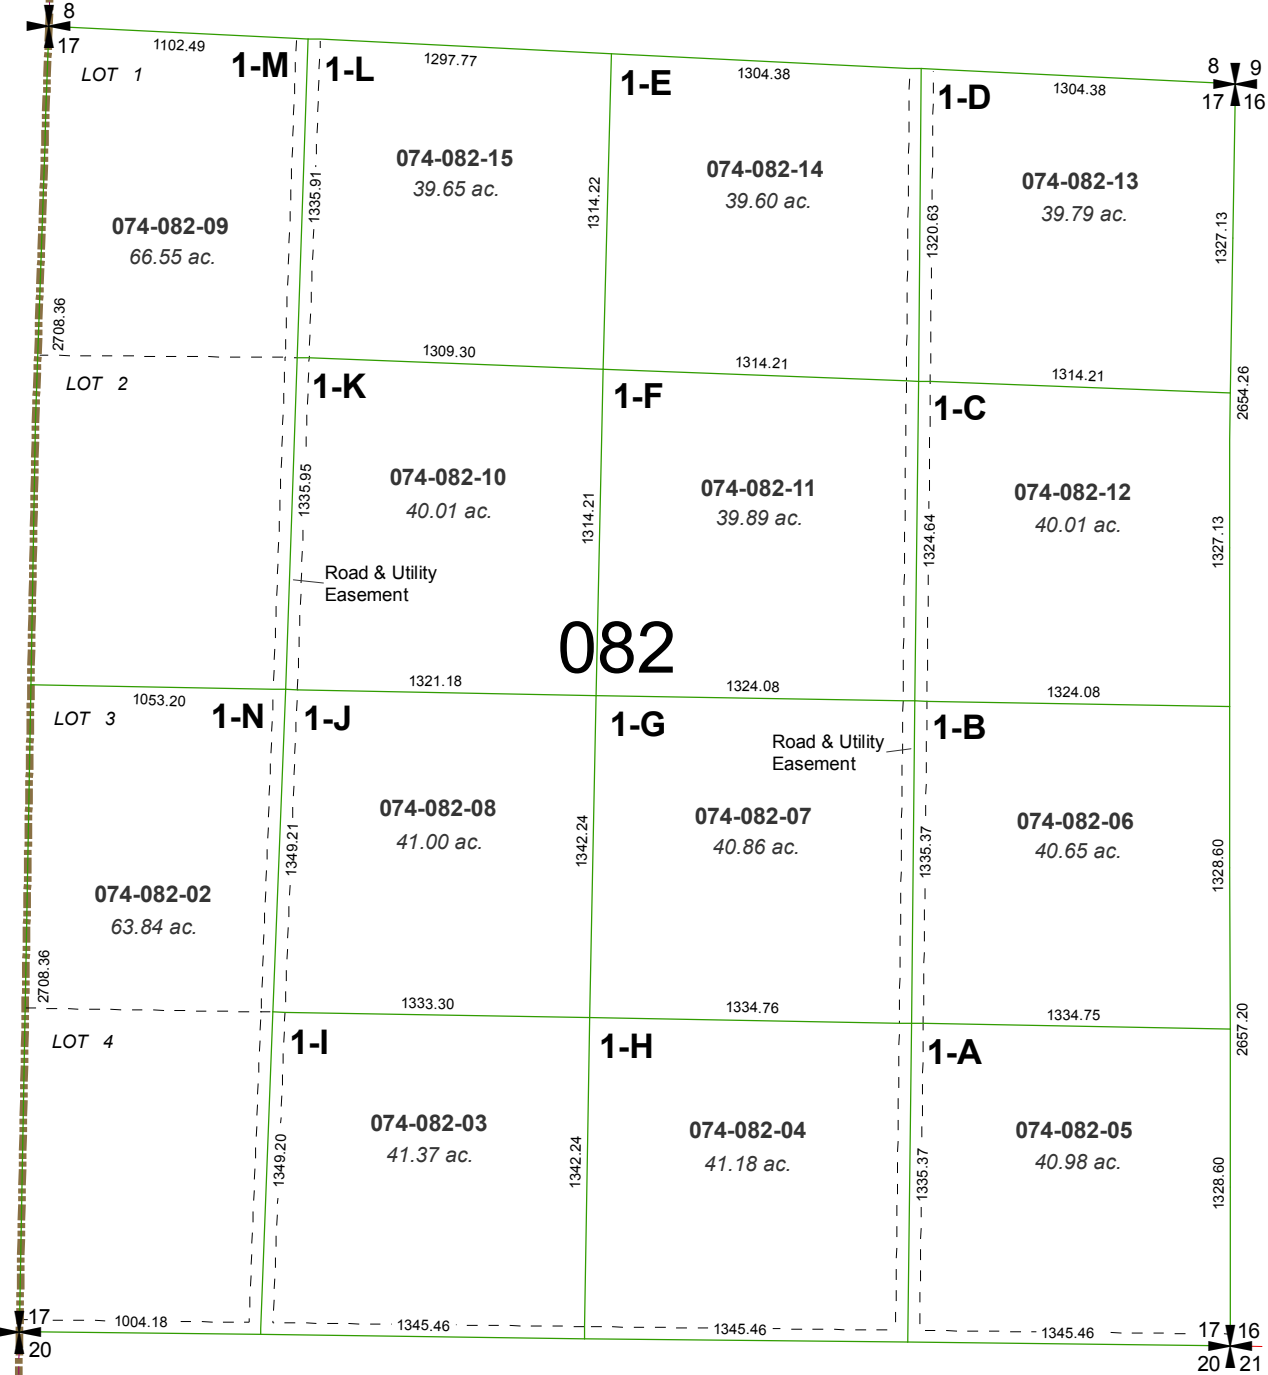 8
17
1102.49
LOT 1
1-M
1-L
1297.77
1-E
1304.38
1-D
1304.38
8 9
17 16
074-082-15
39.65 ac.
074-082-14
39.60 ac.
074-082-13
39.79 ac.
074-082-09
66.55 ac.
1335.91
1314.22
1320.63
1327.13
2708.36
1309.30
1314.21
1314.21
2654.26
LOT 2
1-K
1-F
1-C
074-082-10
40.01 ac.
074-082-11
39.89 ac.
074-082-12
40.01 ac.
1335.95
1314.21
1324.64
1327.13
Road & Utility
Easement
082
1053.20
1321.18
1324.08
1324.08
LOT 3
1-N
1-J
1-G
1-B
Road & Utility
Easement
074-082-08
41.00 ac.
074-082-07
40.86 ac.
074-082-06
40.65 ac.
074-082-02
63.84 ac.
1349.21
1342.24
1335.37
1328.60
2708.36
1333.30
1334.76
1334.75
2657.20
LOT 4
1-I
1-H
1-A
074-082-03
41.37 ac.
074-082-04
41.18 ac.
074-082-05
40.98 ac.
1349.20
1342.24
1335.37
1328.60
17
20
1004.18
1345.46
1345.46
1345.46
17 16
20 21